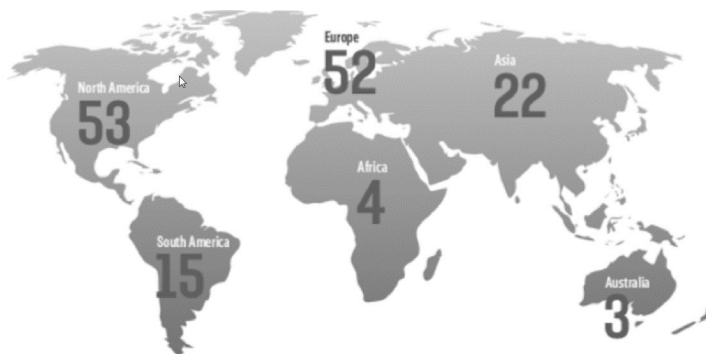 Europe
52
Asia
22
North America
53
Africa
4
South America
15
Australia
3